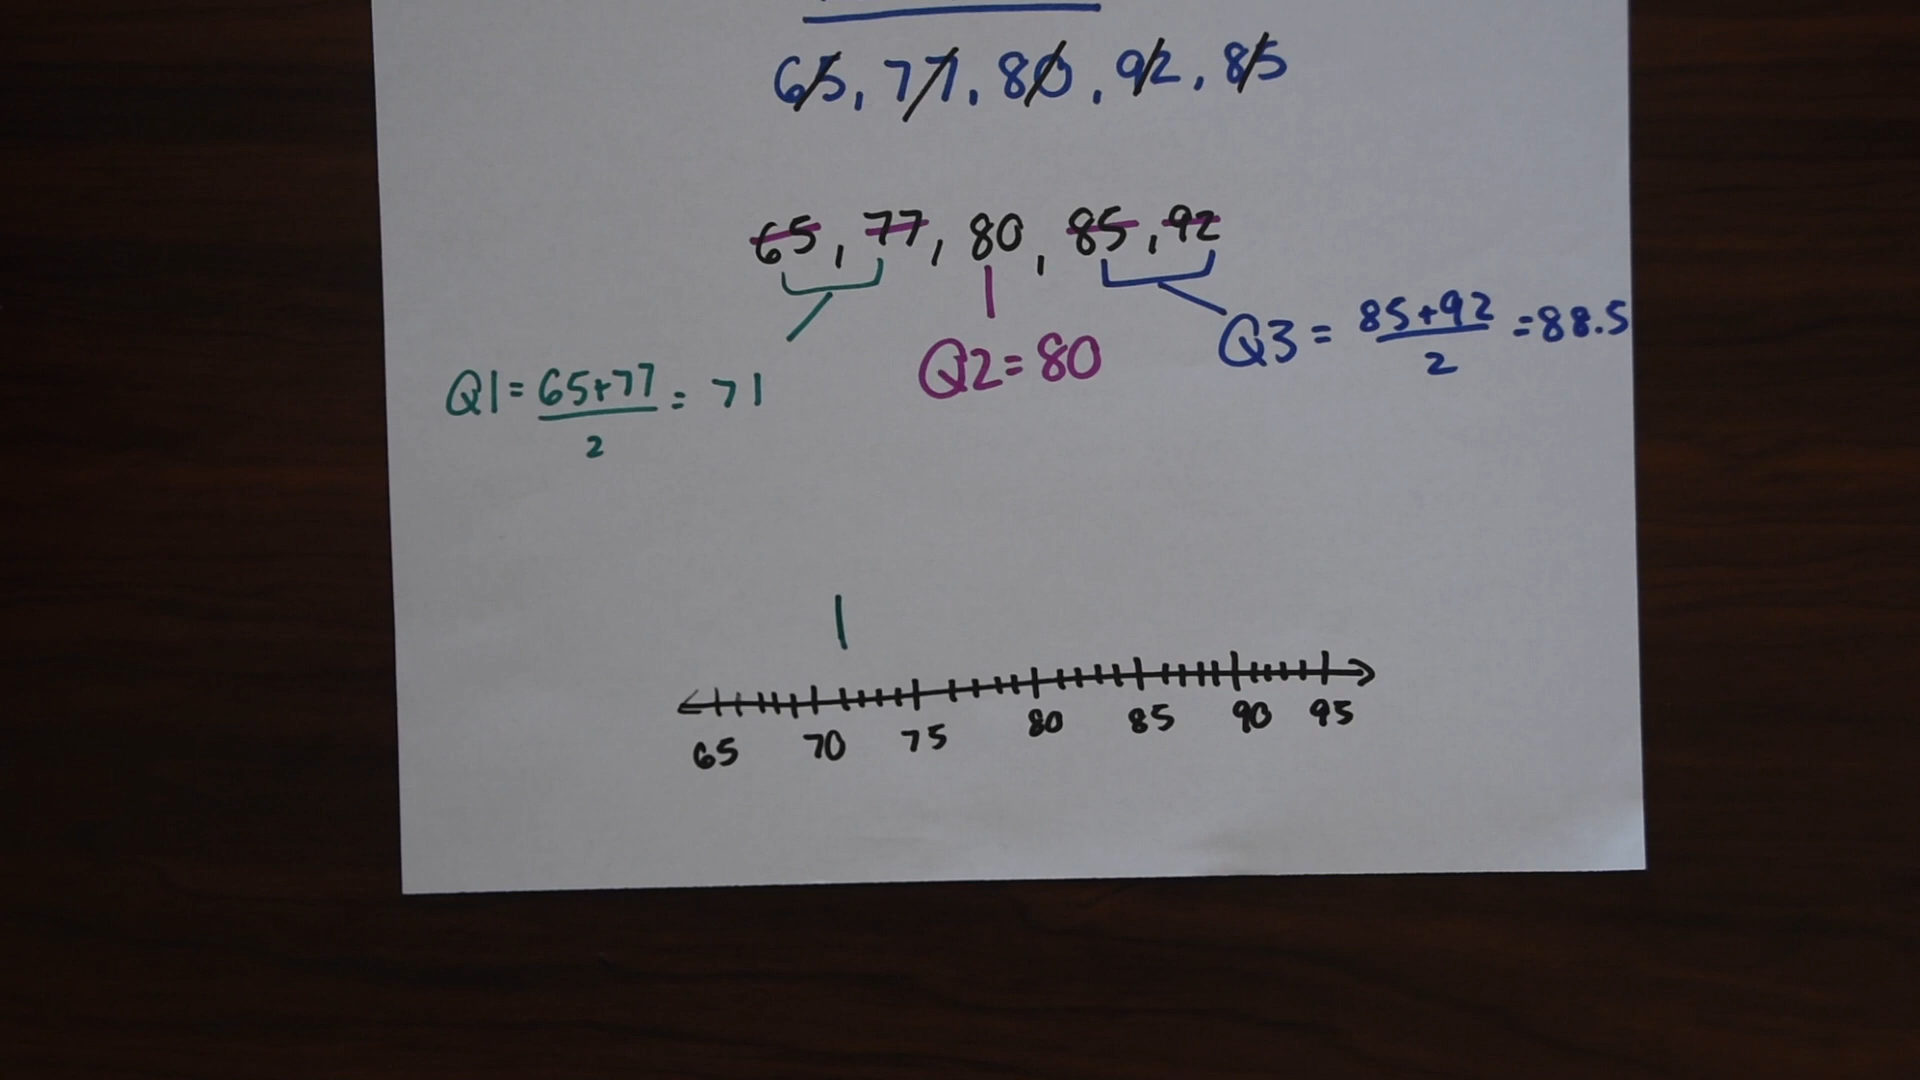 65, 77, 80, 92, 85
65, 77, 80, 85, 92
Q1 = 65+77/2 = 71
Q2 = 80
Q3 = 85+92/2 = 88.5
65 70 75 80 85 90 95